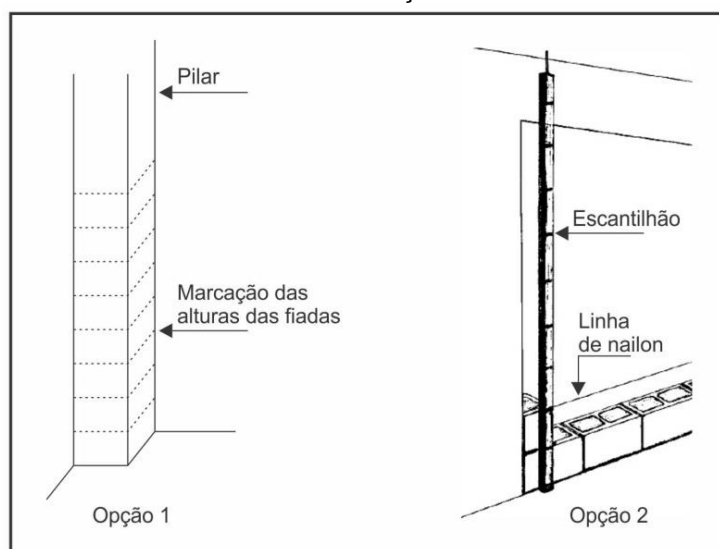 Pilar
Marcação das
alturas das fiadas
Opção 1
Escantilhão
Linha
de nailon
Opção 2